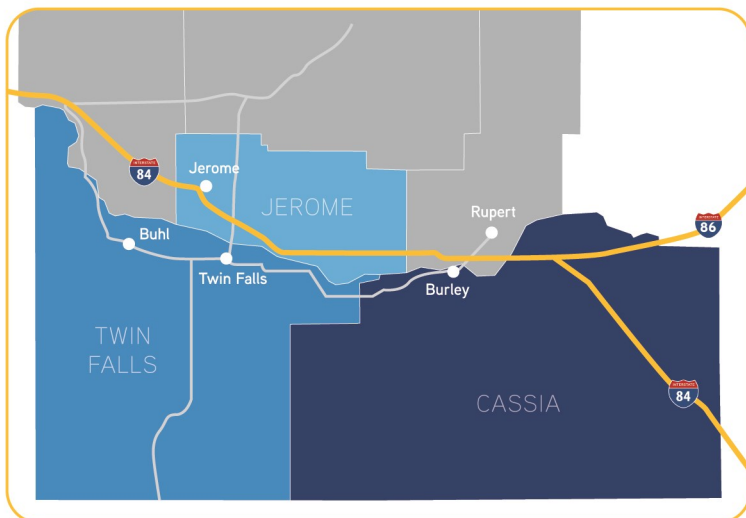 INTERSTATE
84
Jerome
JEROME
Rupert
INTERSTATE
86
Buhl
Twin Falls
Burley
TWIN
FALLS
CASSIA
INTERSTATE
84